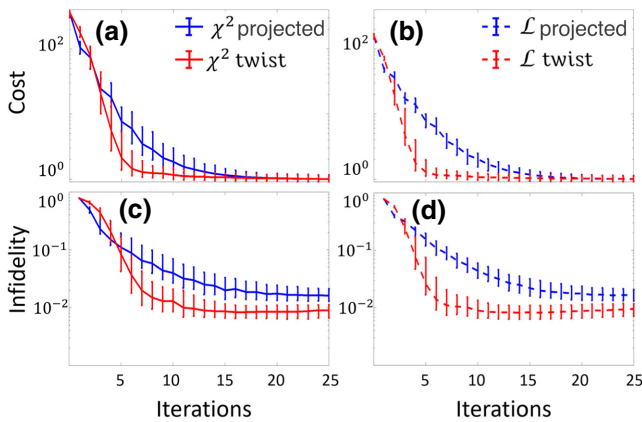 (a)
χ² projected
χ² twist
(b)
ℒ projected
ℒ twist
Cost
10²
10⁰
10²
10⁰
(c)
(d)
Infidelity
10⁰
10⁻¹
10⁻²
10⁰
10⁻¹
10⁻²
5 10 15 20 25
5 10 15 20 25
Iterations
Iterations